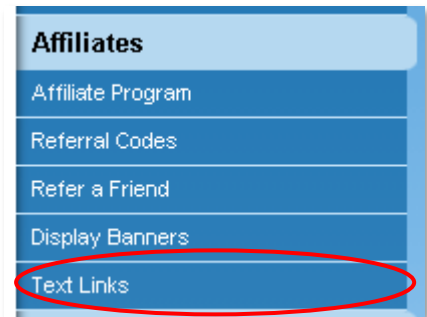 Affiliates
Affiliate Program
Referral Codes
Refer a Friend
Display Banners
Text Links